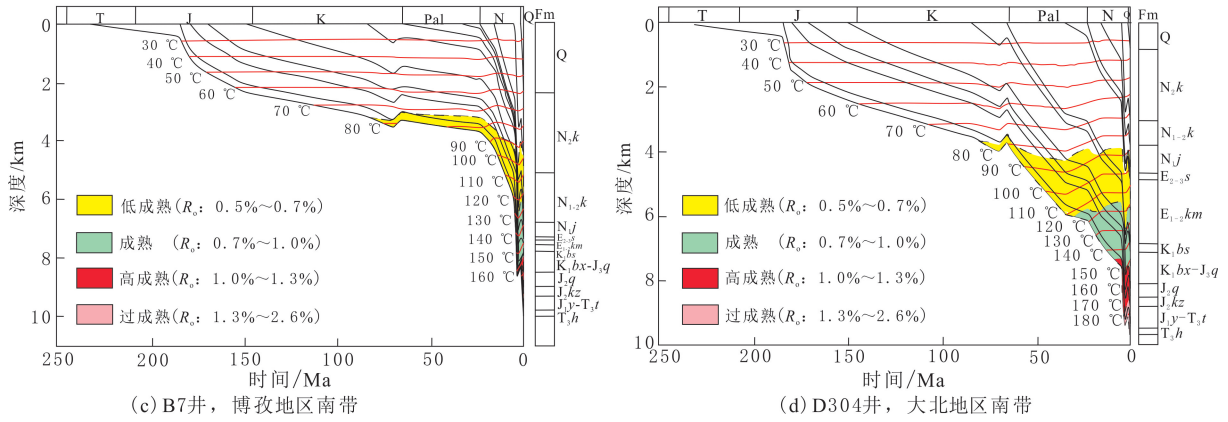 T J K Pal N Q Fm
0
2
4
6
8
10
深度/km
30 ℃
40 ℃
50 ℃
60 ℃
70 ℃
80 ℃
90 ℃
100 ℃
110 ℃
120 ℃
130 ℃
140 ℃
150 ℃
160 ℃
低成熟(Rₒ: 0.5%~0.7%)
成熟 (Rₒ: 0.7%~1.0%)
高成熟(Rₒ: 1.0%~1.3%)
过成熟(Rₒ: 1.3%~2.6%)
Q
N₂k
N₁₋₂k
N₁j
K₁bs
K₁bx-J₃q
J₂q
J₂kz
J₁y-T₃t
T₃h
250 200 150 100 50 0
时间/Ma
(c) B7井, 博孜地区南带
T J K Pal N Q Fm
0
2
4
6
8
10
深度/km
30 ℃
40 ℃
50 ℃
60 ℃
70 ℃
80 ℃
90 ℃
100 ℃
110 ℃
120 ℃
130 ℃
140 ℃
150 ℃
160 ℃
170 ℃
180 ℃
低成熟(Rₒ: 0.5%~0.7%)
成熟 (Rₒ: 0.7%~1.0%)
高成熟(Rₒ: 1.0%~1.3%)
过成熟(Rₒ: 1.3%~2.6%)
Q
N₂k
N₁₋₂k
N₁j
E₂₋₃s
E₁₋₂km
K₁bs
K₁bx-J₃q
J₂q
J₂kz
J₁y-T₃t
T₃h
250 200 150 100 50 0
时间/Ma
(d) D304井, 大北地区南带